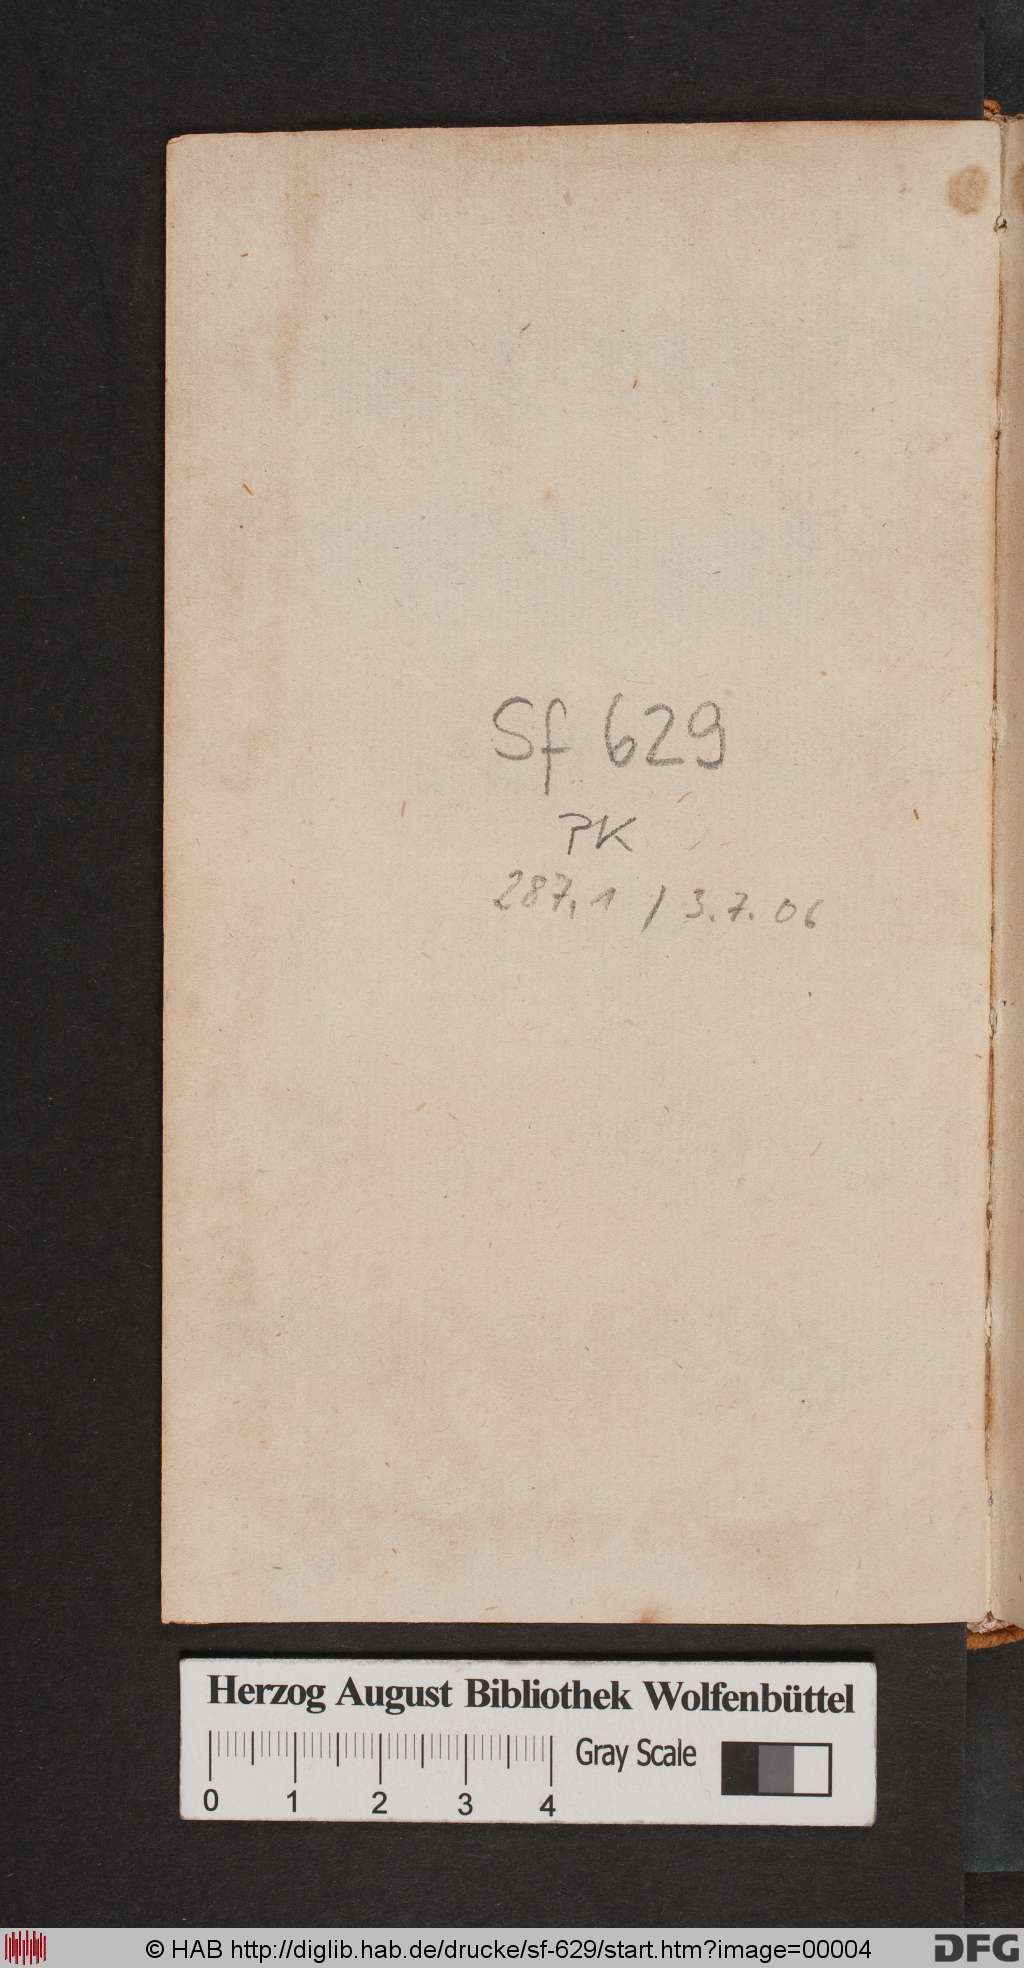 Sf 629
PK
287,1 / 3.7.06
Herzog August Bibliothek Wolfenbüttel
0 1 2 3 4
Gray Scale
© HAB http://diglib.hab.de/drucke/sf-629/start.htm?image=00004
DFG